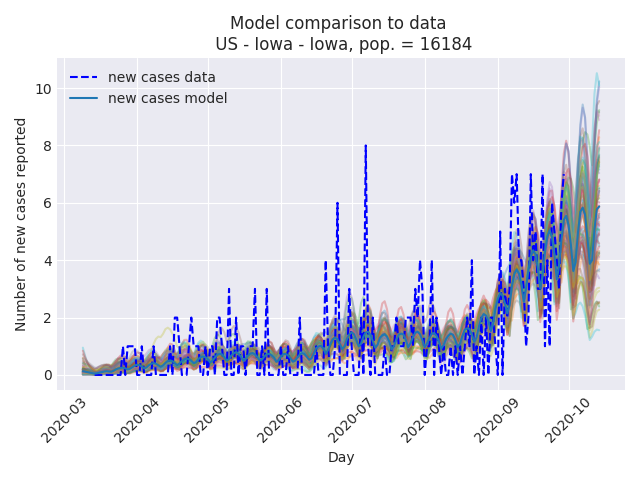 Model comparison to data
US - Iowa - Iowa, pop. = 16184
new cases data
new cases model
Number of new cases reported
10
8
6
4
2
0
2020-03
2020-04
2020-05
2020-06
2020-07
2020-08
2020-09
2020-10
Day